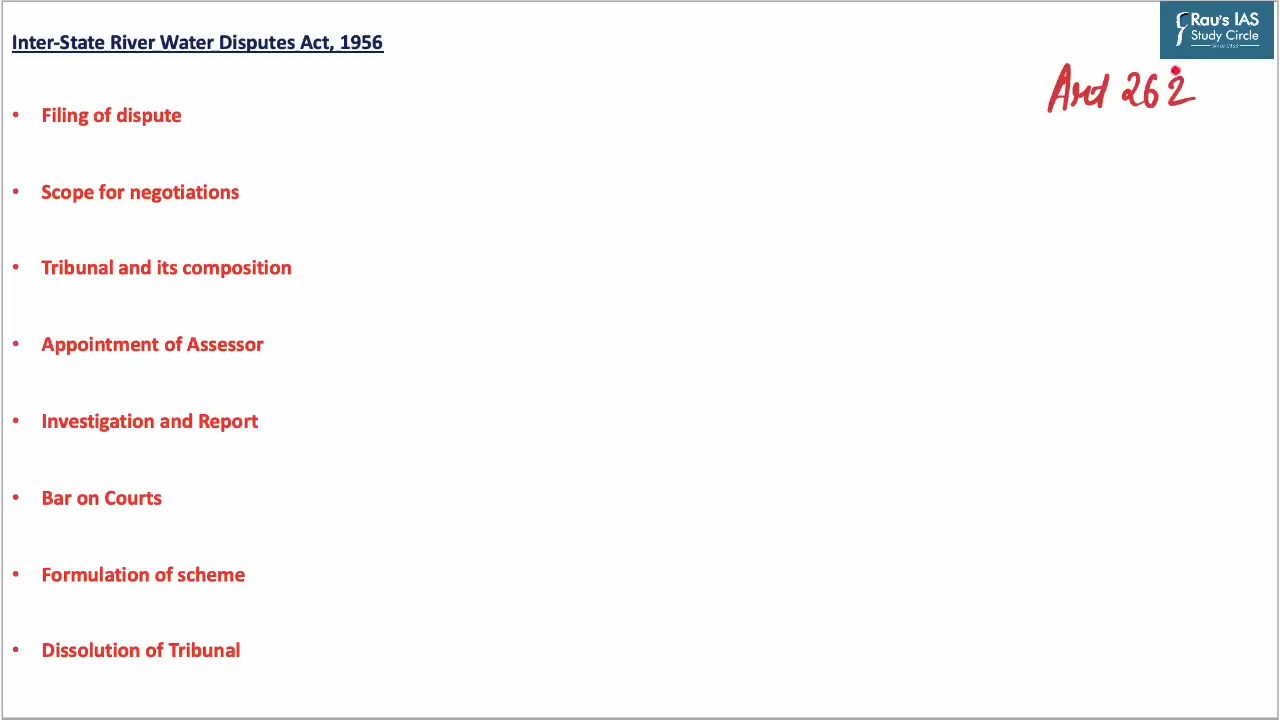 Inter-State River Water Disputes Act, 1956
Rau's IAS
Study Circle
Since 1953
Art 262
• Filing of dispute
• Scope for negotiations
• Tribunal and its composition
• Appointment of Assessor
• Investigation and Report
• Bar on Courts
• Formulation of scheme
• Dissolution of Tribunal